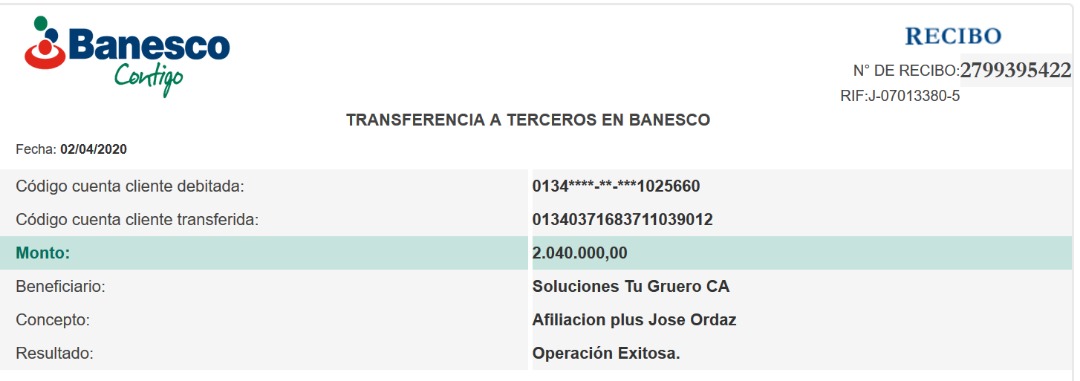 Banesco
Contigo
RECIBO
N° DE RECIBO:2799395422
RIF:J-07013380-5
TRANSFERENCIA A TERCEROS EN BANESCO
Fecha: 02/04/2020
Código cuenta cliente debitada: 0134****-**-***1025660
Código cuenta cliente transferida: 01340371683711039012
Monto: 2.040.000,00
Beneficiario: Soluciones Tu Gruero CA
Concepto: Afiliacion plus Jose Ordaz
Resultado: Operación Exitosa.